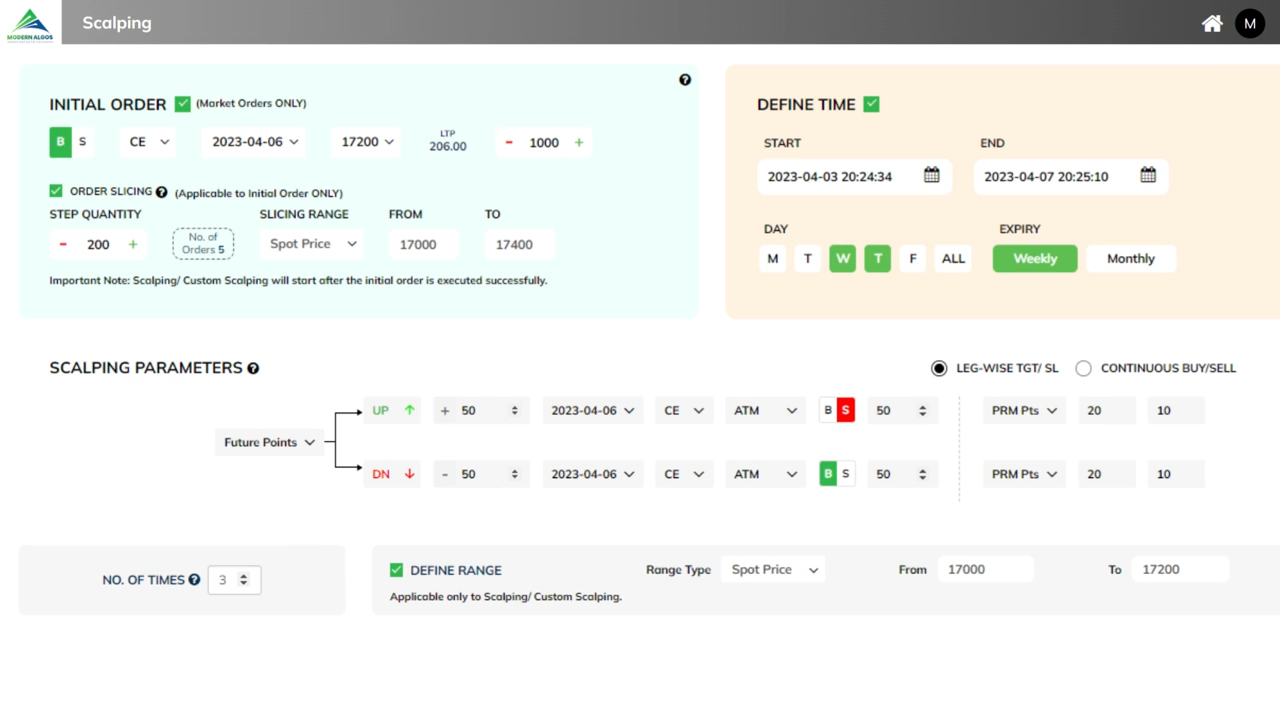 MODERN ALGOS
Scalping
M
INITIAL ORDER (Market Orders ONLY)
B S CE 2023-04-06 17200 LTP 206.00 - 1000 +
ORDER SLICING (Applicable to Initial Order ONLY)
STEP QUANTITY SLICING RANGE FROM TO
- 200 + No. of Orders 5 Spot Price 17000 17400
Important Note: Scalping/ Custom Scalping will start after the initial order is executed successfully.
DEFINE TIME
START END
2023-04-03 20:24:34 2023-04-07 20:25:10
DAY EXPIRY
M T W T F ALL Weekly Monthly
SCALPING PARAMETERS LEG-WISE TGT/ SL CONTINUOUS BUY/SELL
UP + 50 2023-04-06 CE ATM B S 50 PRM Pts 20 10
Future Points
DN - 50 2023-04-06 CE ATM B S 50 PRM Pts 20 10
NO. OF TIMES 3
DEFINE RANGE Range Type Spot Price From 17000 To 17200
Applicable only to Scalping/ Custom Scalping.